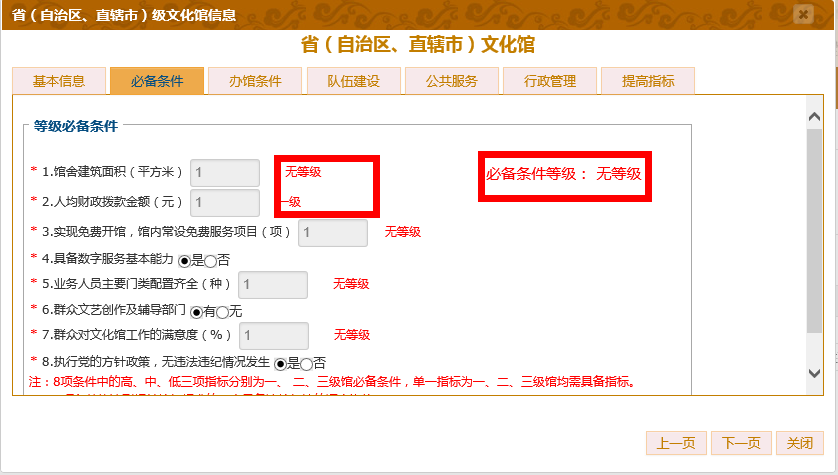 省（自治区、直辖市）级文化馆信息
省（自治区、直辖市）文化馆
基本信息 必备条件 办馆条件 队伍建设 公共服务 行政管理 提高指标
等级必备条件
* 1.馆舍建筑面积（平方米） 1 无等级 必备条件等级： 无等级
* 2.人均财政拨款金额（元） 1 一级
* 3.实现免费开馆，馆内常设免费服务项目（项） 1 无等级
* 4.具备数字服务基本能力 是 否
* 5.业务人员主要门类配置齐全（种） 1 无等级
* 6.群众文艺创作及辅导部门 有 无
* 7.群众对文化馆工作的满意度（%） 1 无等级
* 8.执行党的方针政策，无违法违纪情况发生 是 否
注：8项条件中的高、中、低三项指标分别为一、 二、三级馆必备条件，单一指标为一、二、三级馆均需具备指标。
上一页 下一页 关闭